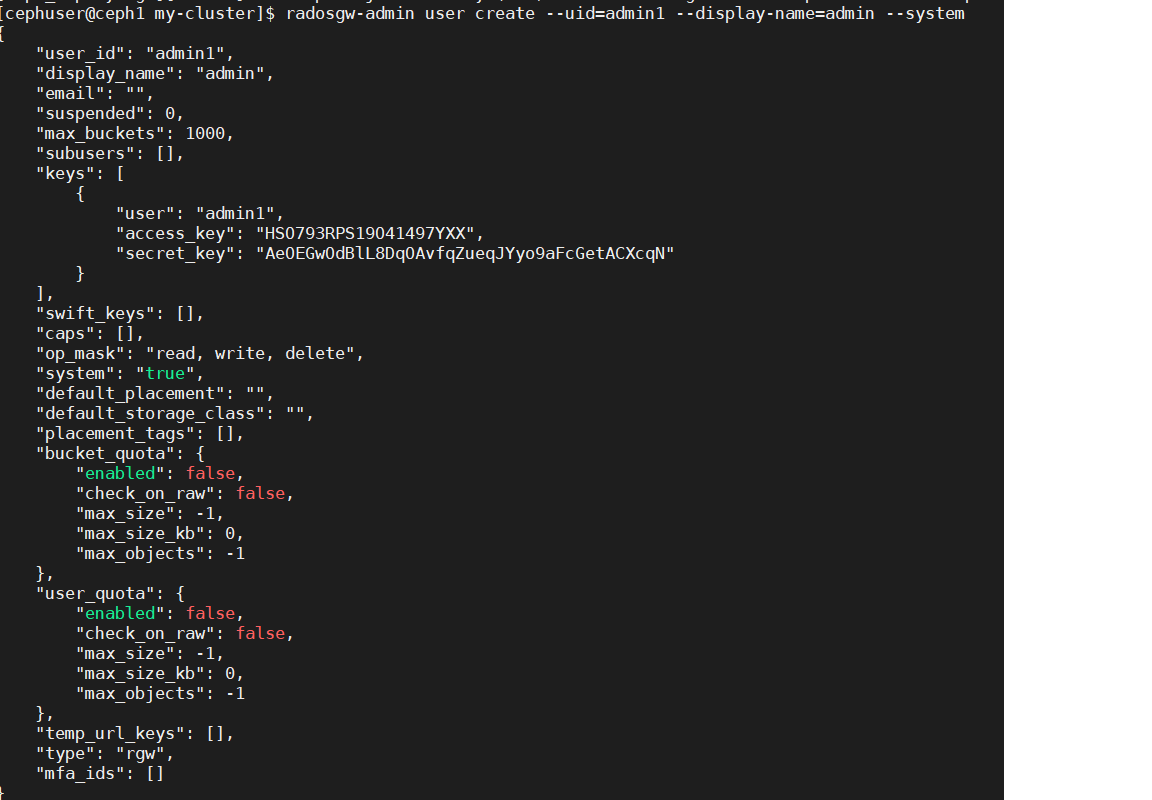 [cephuser@ceph1 my-cluster]$ radosgw-admin user create --uid=admin1 --display-name=admin --system
{
    "user_id": "admin1",
    "display_name": "admin",
    "email": "",
    "suspended": 0,
    "max_buckets": 1000,
    "subusers": [],
    "keys": [
        {
            "user": "admin1",
            "access_key": "HSO793RPS19O41497YXX",
            "secret_key": "AeOEGwOdBlL8DqOAvfqZueqJYyo9aFcGetACXcqN"
        }
    ],
    "swift_keys": [],
    "caps": [],
    "op_mask": "read, write, delete",
    "system": "true",
    "default_placement": "",
    "default_storage_class": "",
    "placement_tags": [],
    "bucket_quota": {
        "enabled": false,
        "check_on_raw": false,
        "max_size": -1,
        "max_size_kb": 0,
        "max_objects": -1
    },
    "user_quota": {
        "enabled": false,
        "check_on_raw": false,
        "max_size": -1,
        "max_size_kb": 0,
        "max_objects": -1
    },
    "temp_url_keys": [],
    "type": "rgw",
    "mfa_ids": []
}